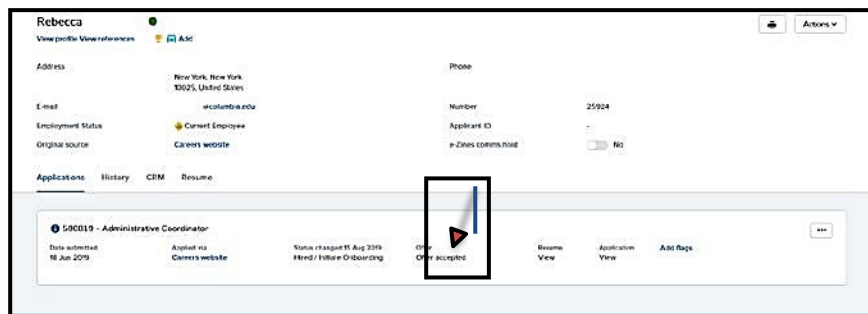 Rebecca
Actions
View profile View references Add
Address
New York, New York
10025, United States
Phone
E-mail
@columbia.edu
Number
25924
Employment Status
Current Employee
Applicant ID
-
Original source
Careers website
e-Zines comms hold
No
Applications History CRM Resume
500819 - Administrative Coordinator
Date submitted
18 Jun 2019
Applied via
Careers website
Status changed 15 Aug 2019
Hired / Initiate Onboarding
Offer
Offer accepted
Resume
View
Application
View
Add flags